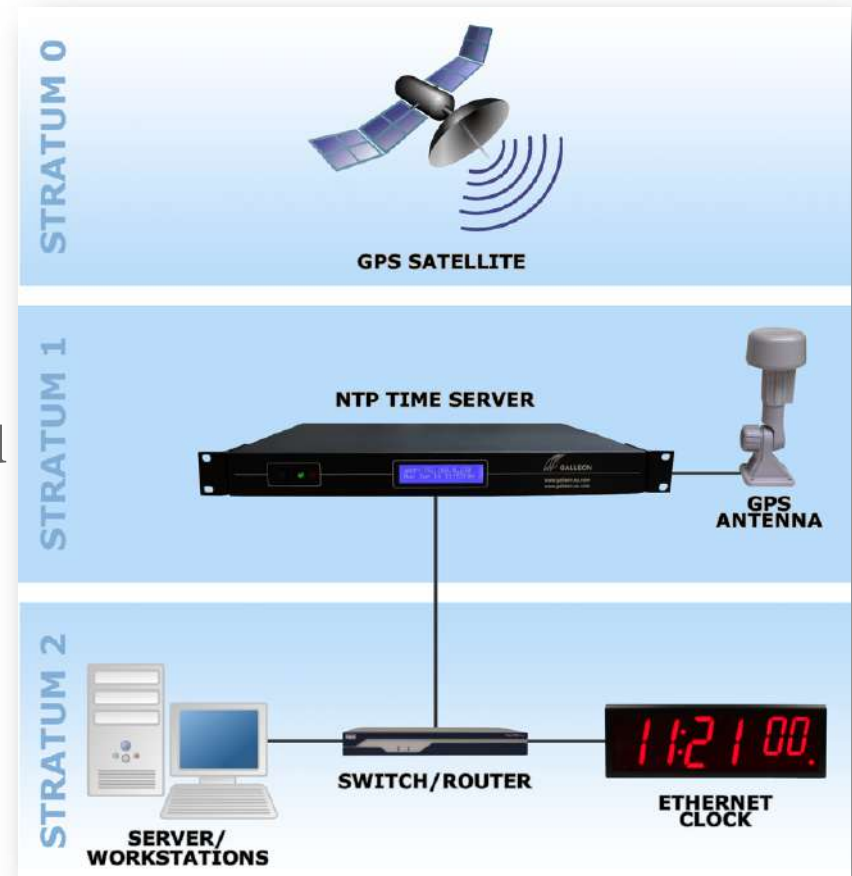 STRATUM 0
GPS SATELLITE
STRATUM 1
NTP TIME SERVER
GALLEON
GPS
ANTENNA
STRATUM 2
11:21 00.
SWITCH/ROUTER
ETHERNET
CLOCK
SERVER/
WORKSTATIONS